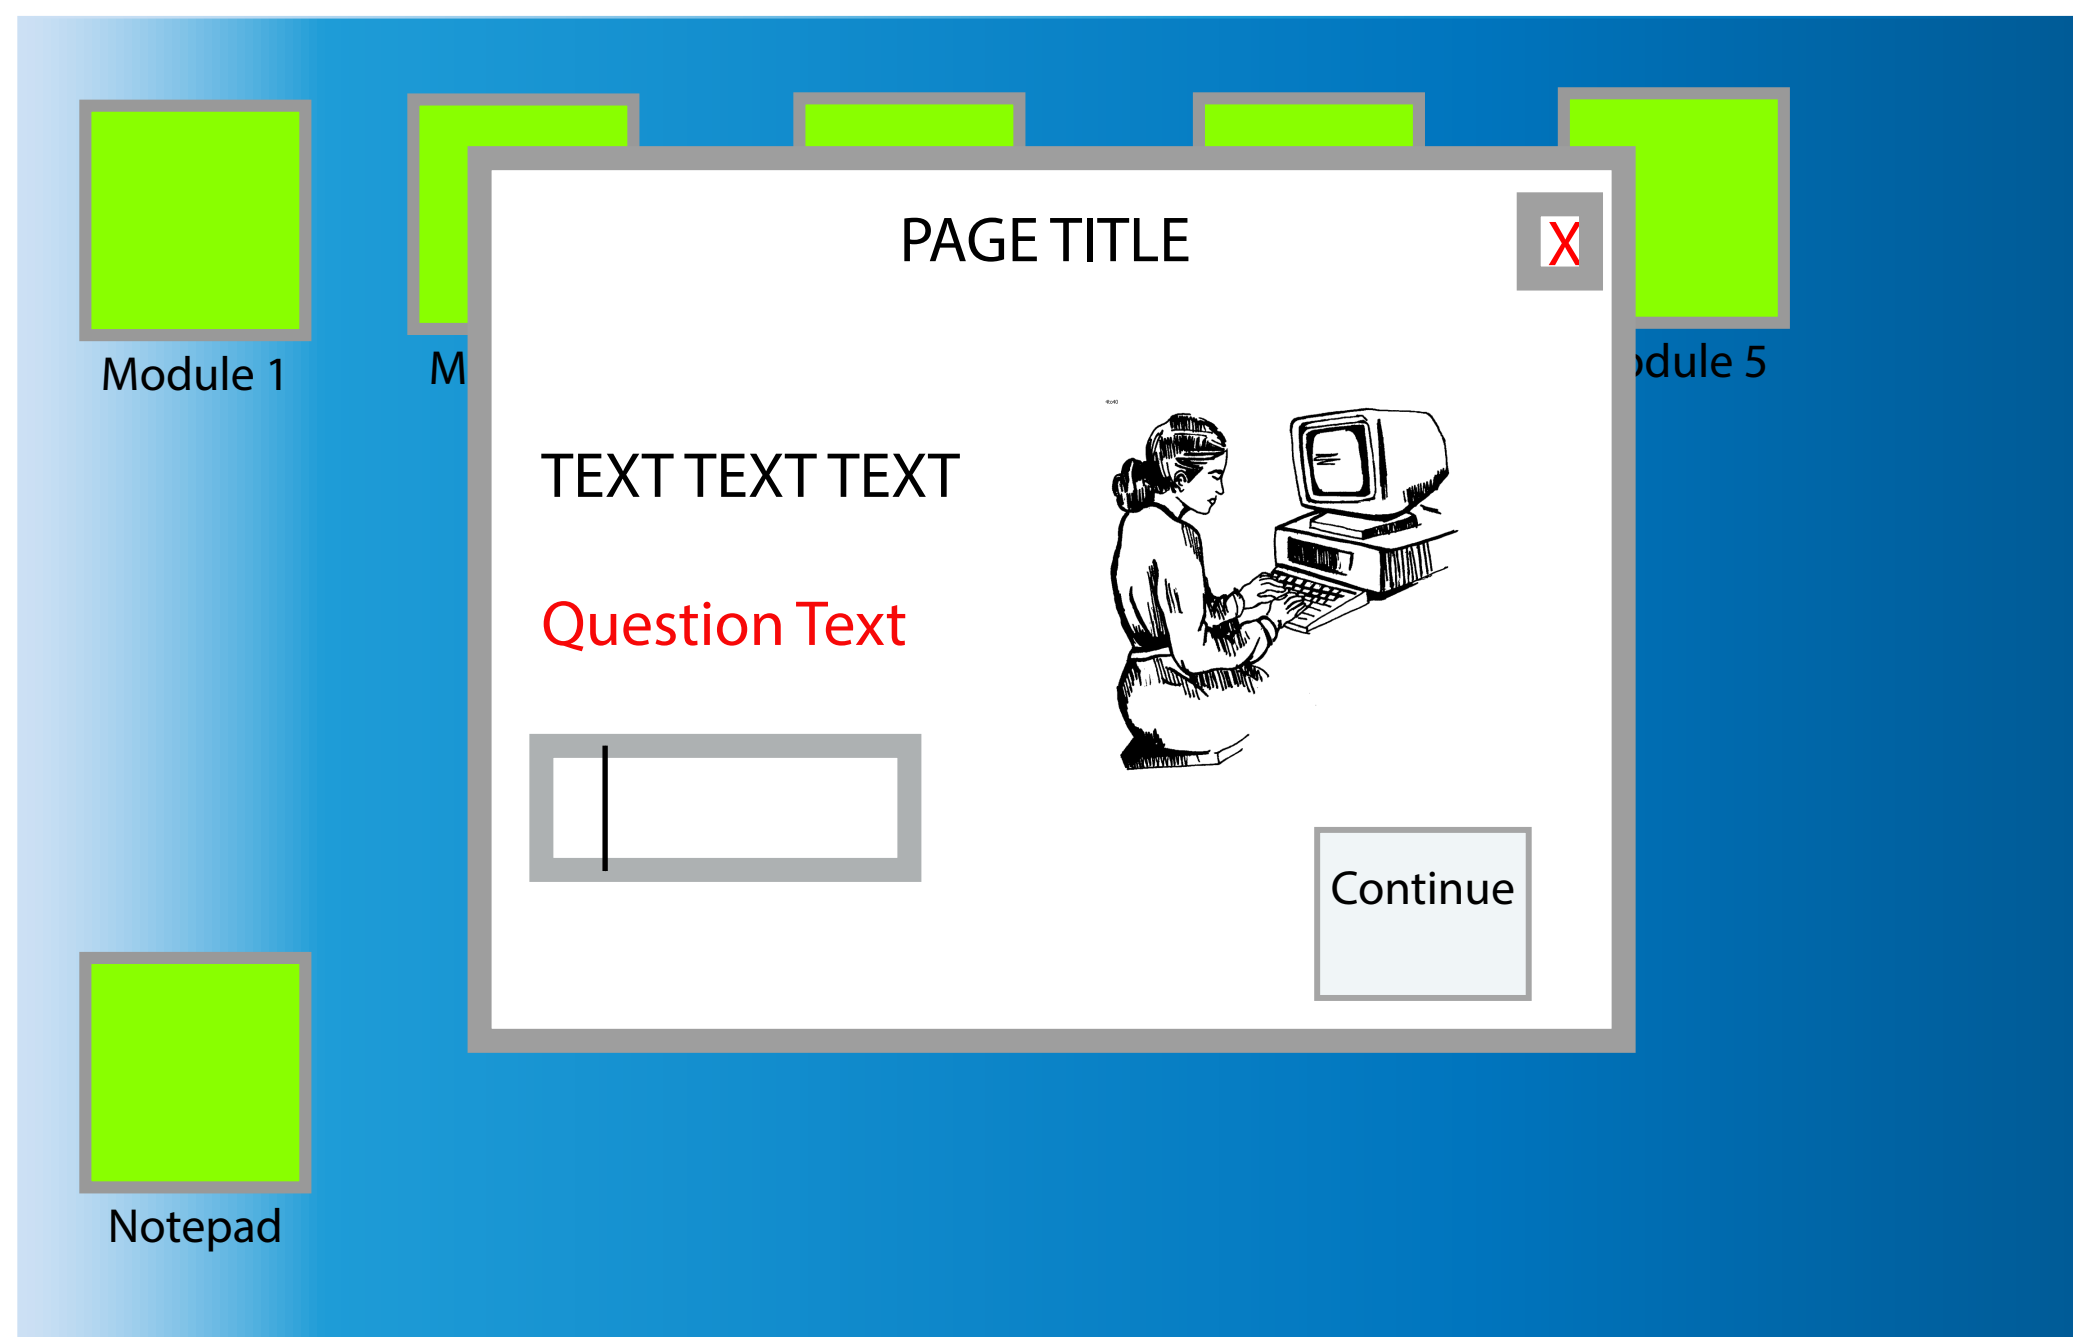 PAGE TITLE
X
Module 1
M
odule 5
TEXT TEXT TEXT
Question Text
Continue
Notepad